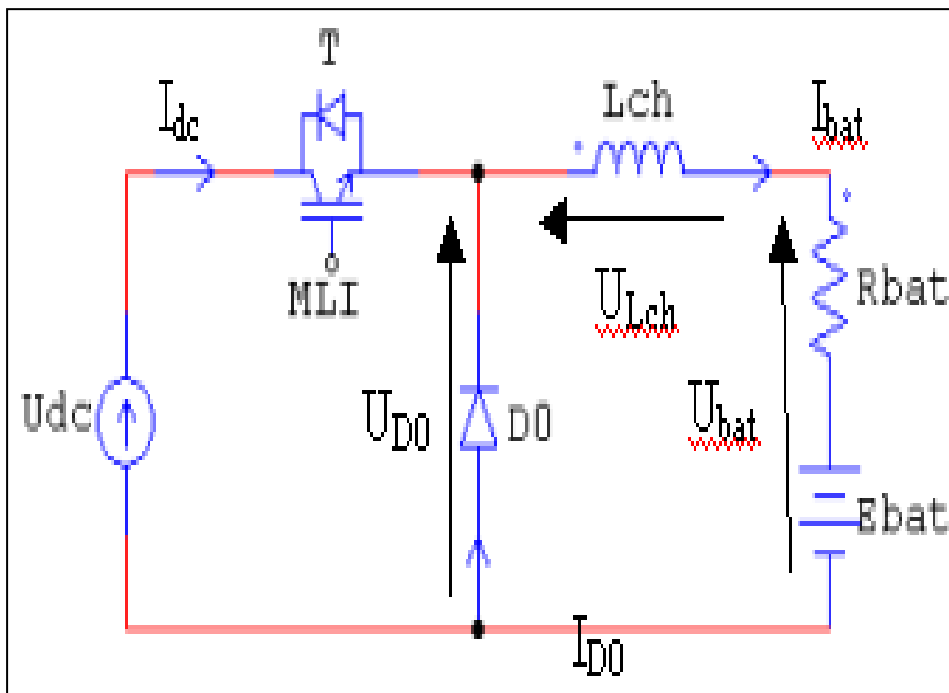 T
Idc
Lch
Ibat
MLI
ULch
Rbat
Udc
UD0
D0
Ubat
Ebat
ID0